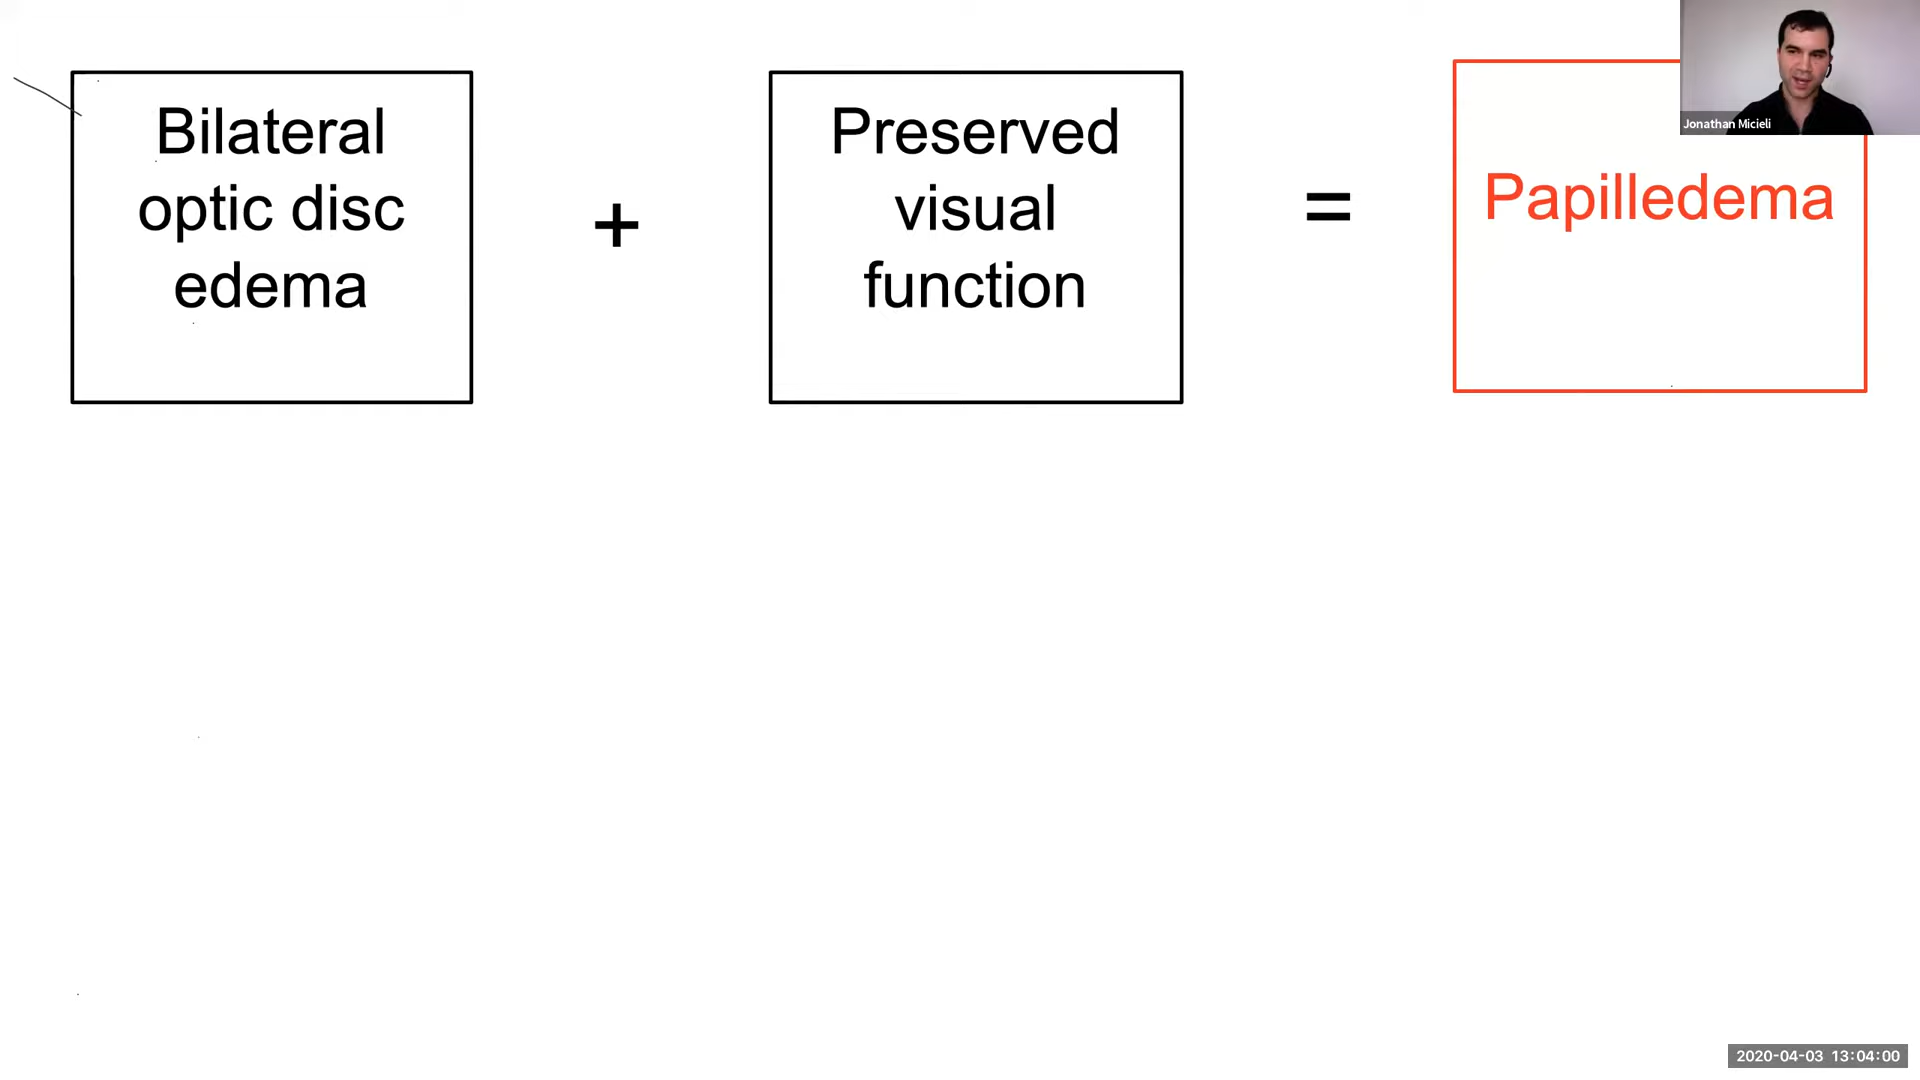 Bilateral
optic disc
edema
+
Preserved
visual
function
=
Papilledema
Jonathan Micieli
2020-04-03 13:04:00